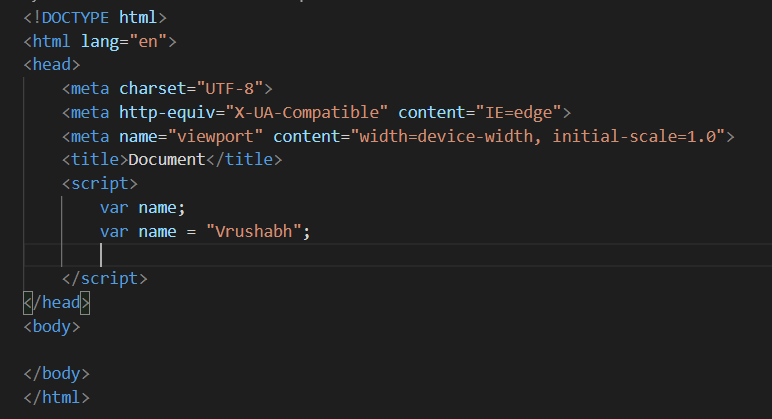 <!DOCTYPE html>
<html lang="en">
<head>
    <meta charset="UTF-8">
    <meta http-equiv="X-UA-Compatible" content="IE=edge">
    <meta name="viewport" content="width=device-width, initial-scale=1.0">
    <title>Document</title>
    <script>
        var name;
        var name = "Vrushabh";
    </script>
</head>
<body>
</body>
</html>